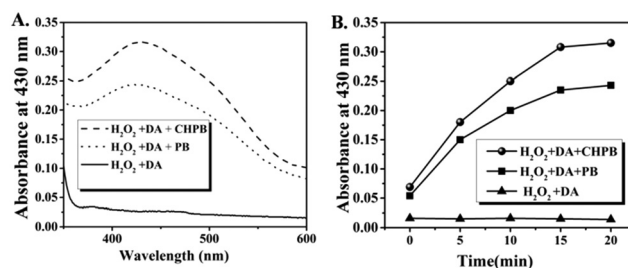 A.
Absorbance at 430 nm
0.35
0.30
0.25
0.20
0.15
0.10
0.05
0.00
H₂O₂ +DA + CHPB
H₂O₂ +DA + PB
H₂O₂ +DA
400 500 600
Wavelength (nm)
B.
Absorbance at 430 nm
0.35
0.30
0.25
0.20
0.15
0.10
0.05
0.00
H₂O₂+DA+CHPB
H₂O₂+DA+PB
H₂O₂ +DA
0 5 10 15 20
Time(min)